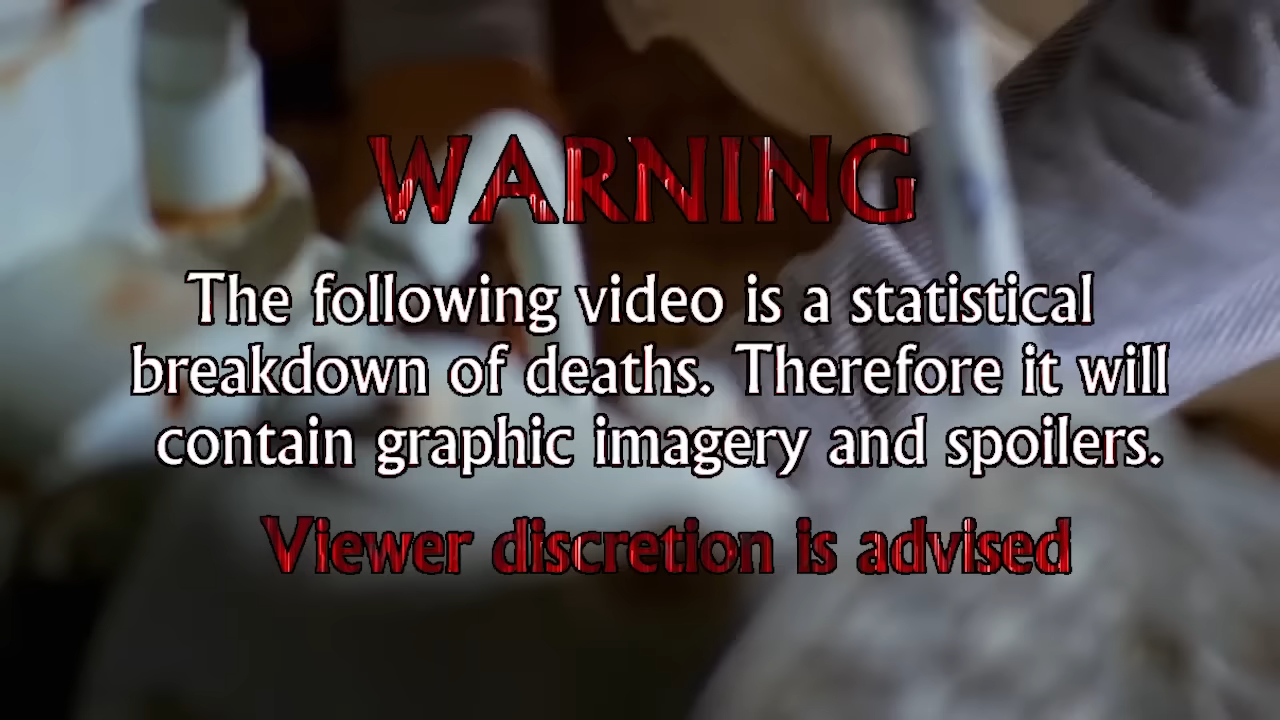 WARNING
The following video is a statistical
breakdown of deaths. Therefore it will
contain graphic imagery and spoilers.
Viewer discretion is advised